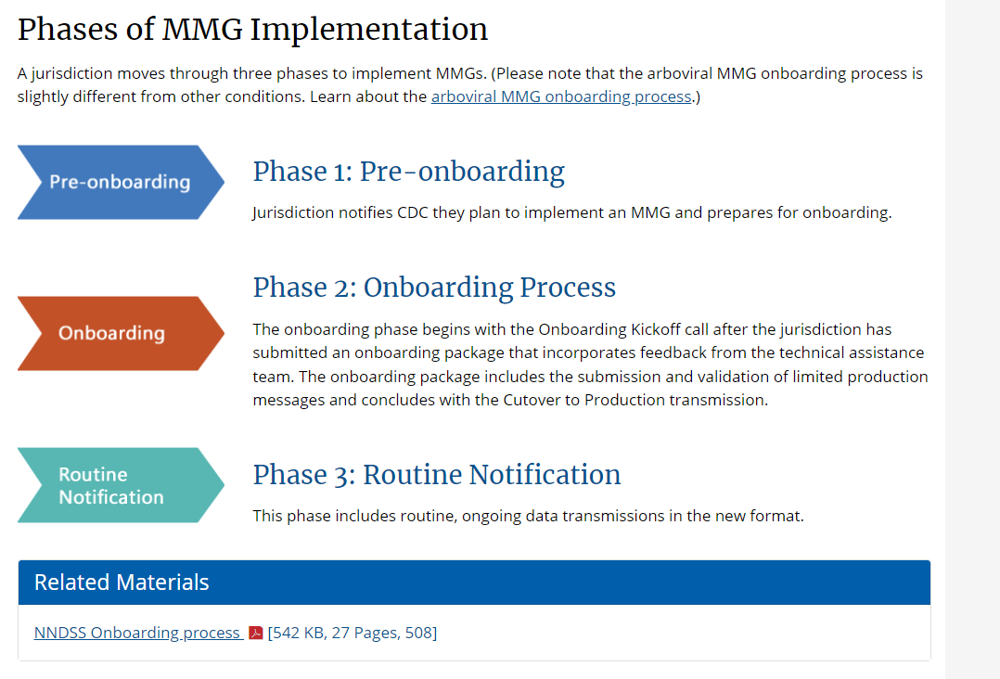 Phases of MMG Implementation
A jurisdiction moves through three phases to implement MMGs. (Please note that the arboviral MMG onboarding process is
slightly different from other conditions. Learn about the arboviral MMG onboarding process.)
Pre-onboarding
Phase 1: Pre-onboarding
Jurisdiction notifies CDC they plan to implement an MMG and prepares for onboarding.
Onboarding
Phase 2: Onboarding Process
The onboarding phase begins with the Onboarding Kickoff call after the jurisdiction has
submitted an onboarding package that incorporates feedback from the technical assistance
team. The onboarding package includes the submission and validation of limited production
messages and concludes with the Cutover to Production transmission.
Routine
Notification
Phase 3: Routine Notification
This phase includes routine, ongoing data transmissions in the new format.
Related Materials
NNDSS Onboarding process [542 KB, 27 Pages, 508]